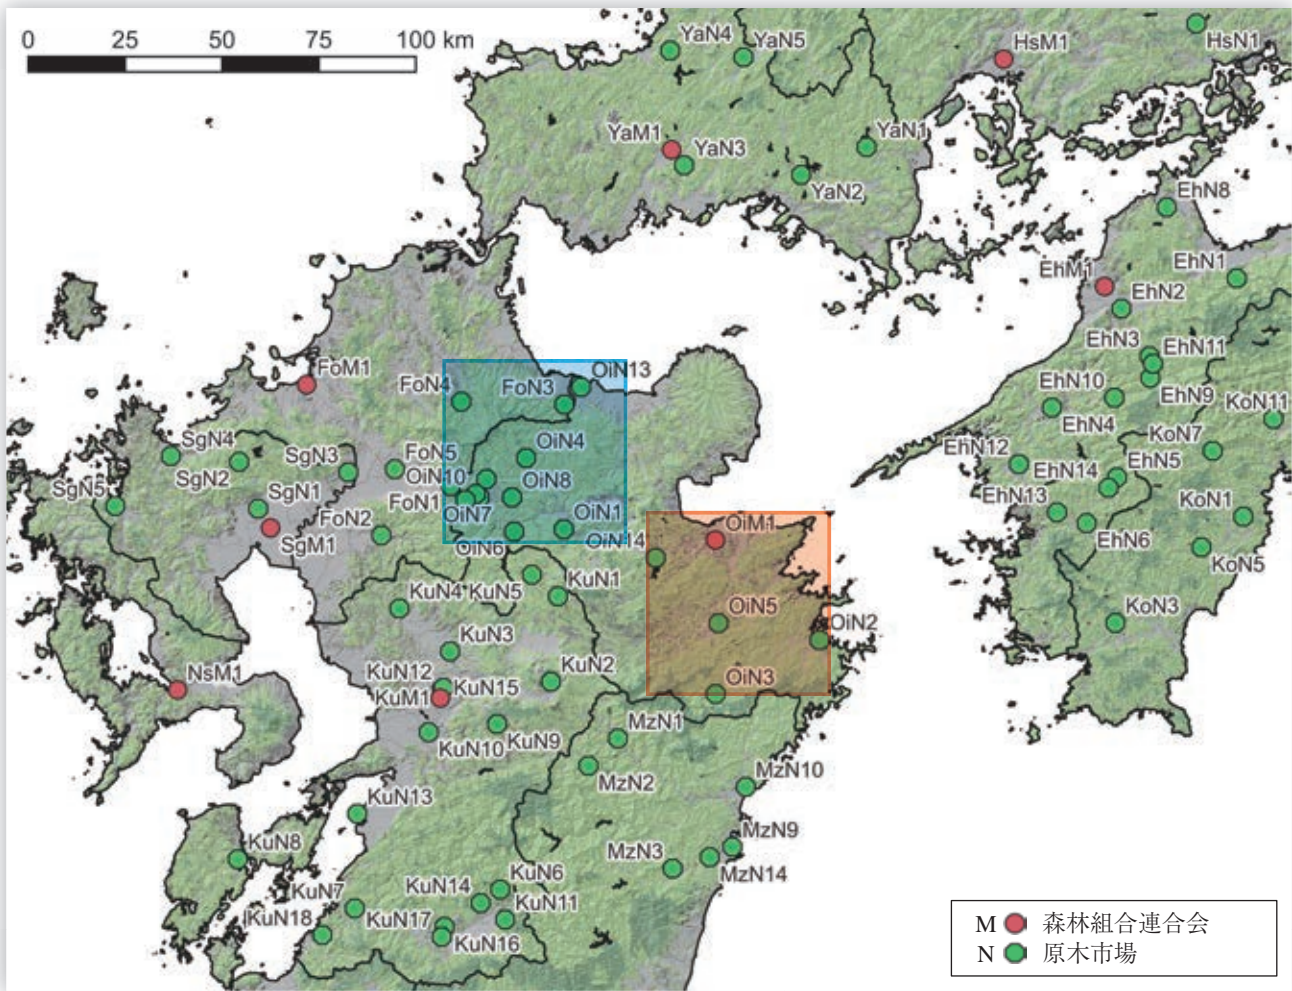 0 25 50 75 100 km
YaN4
YaN5
HsM1
HsN1
YaM1
YaN3
YaN1
YaN2
EhN8
EhM1
EhN1
EhN2
EhN3
EhN11
FoM1
FoN4
FoN3
OiN13
EhN10
EhN9
EhN4
KoN11
SgN4
SgN2
SgN3
FoN5
OiN4
EhN12
KoN7
SgN5
SgN1
OiN10
OiN8
EhN14
EhN5
FoN2
FoN1
OiN7
OiN1
EhN13
KoN1
SgM1
OiN6
OiN14
OiM1
EhN6
KoN5
KuN4
KuN5
KuN1
KuN3
OiN5
OiN2
KoN3
NsM1
KuN12
KuN15
KuN2
OiN3
KuM1
KuN10
KuN9
MzN1
MzN2
MzN10
KuN13
KuN8
MzN3
MzN9
MzN14
KuN7
KuN14
KuN6
KuN11
KuN18
KuN17
KuN16
M 森林組合連合会
N 原木市場